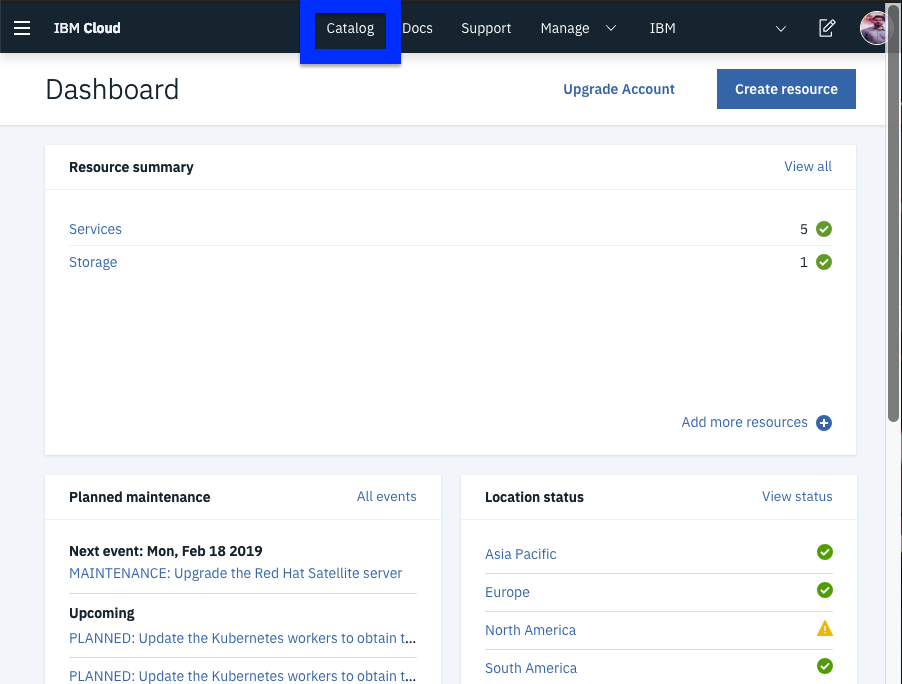 IBM Cloud Catalog Docs Support Manage IBM
Dashboard Upgrade Account Create resource
Resource summary View all
Services 5
Storage 1
Add more resources
Planned maintenance All events
Next event: Mon, Feb 18 2019
MAINTENANCE: Upgrade the Red Hat Satellite server
Upcoming
PLANNED: Update the Kubernetes workers to obtain t...
PLANNED: Update the Kubernetes workers to obtain t...
Location status View status
Asia Pacific
Europe
North America
South America